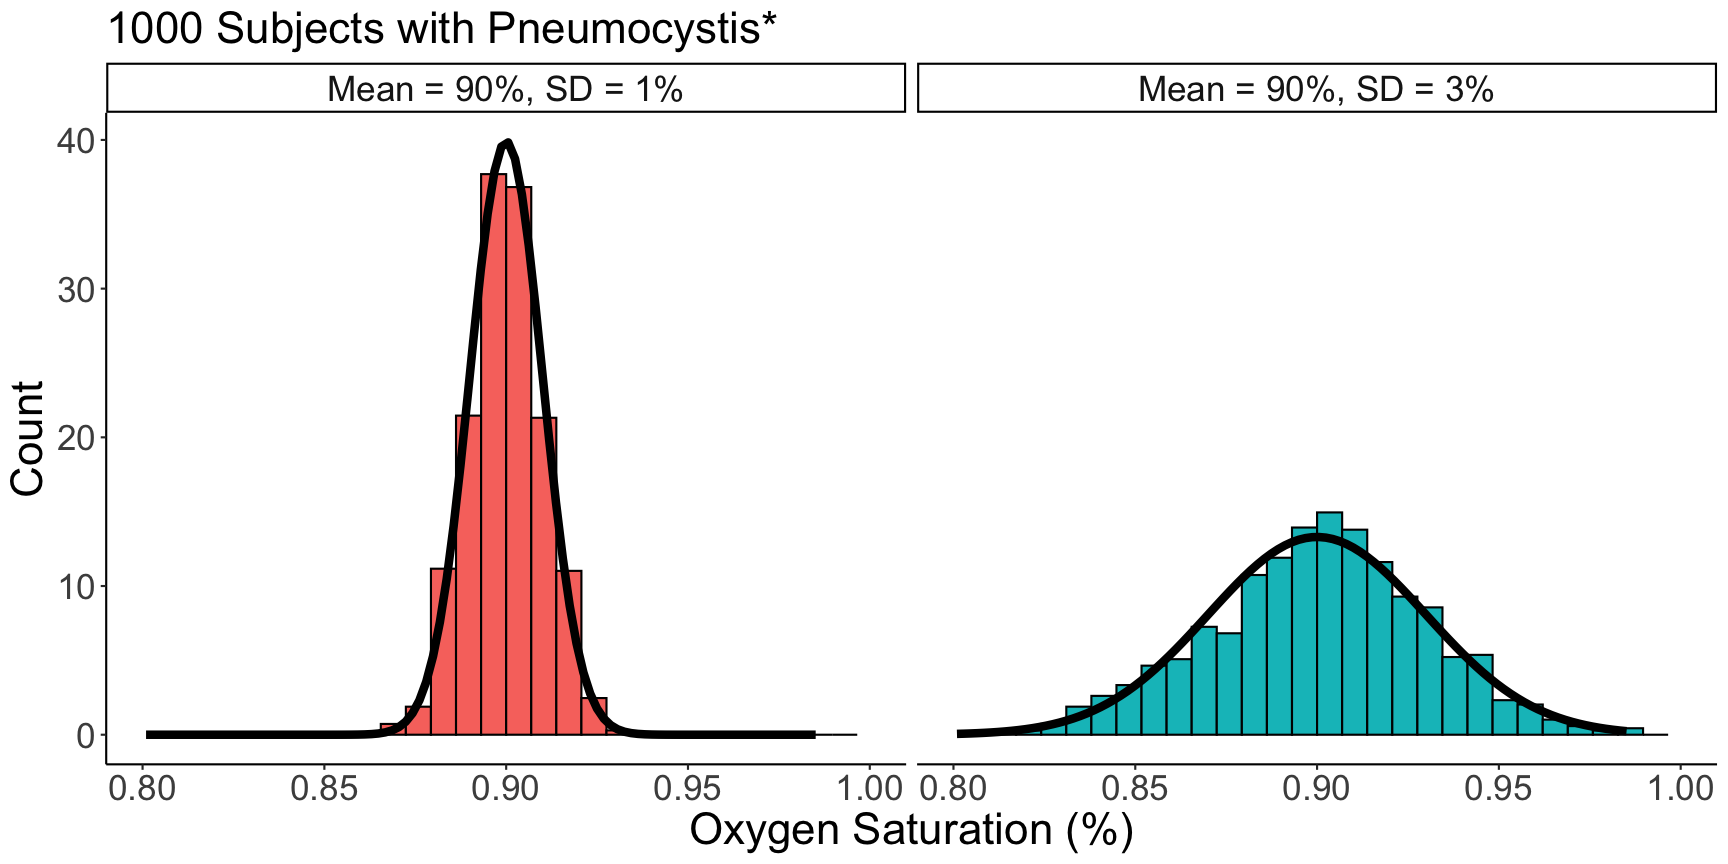 1000 Subjects with Pneumocystis*
Mean = 90%, SD = 1%
Mean = 90%, SD = 3%
Count
40
30
20
10
0
0.80 0.85 0.90 0.95 1.00
0.80 0.85 0.90 0.95 1.00
Oxygen Saturation (%)